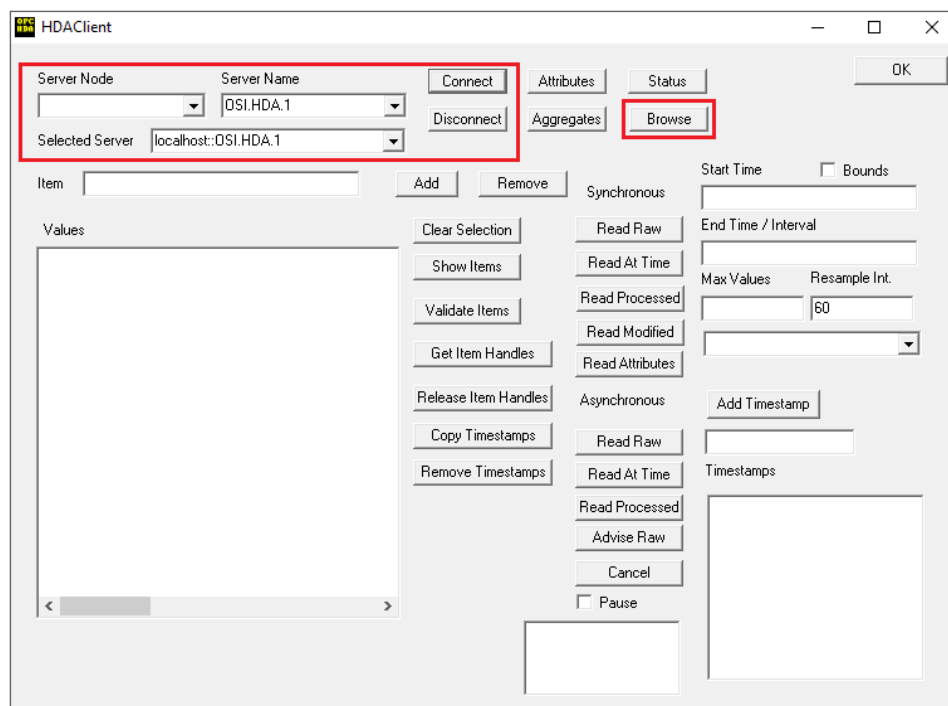 OPC HDA HDAClient
OK
Server Node Server Name Connect Attributes Status
OSI.HDA.1
Disconnect Aggregates Browse
Selected Server localhost::OSI.HDA.1
Item Add Remove
Start Time Bounds
Synchronous
Values Clear Selection Read Raw End Time / Interval
Show Items Read At Time
Max Values Resample Int.
Validate Items Read Processed 60
Read Modified
Get Item Handles Read Attributes
Release Item Handles Asynchronous Add Timestamp
Copy Timestamps Read Raw
Remove Timestamps Read At Time Timestamps
Read Processed
Advise Raw
Cancel
Pause